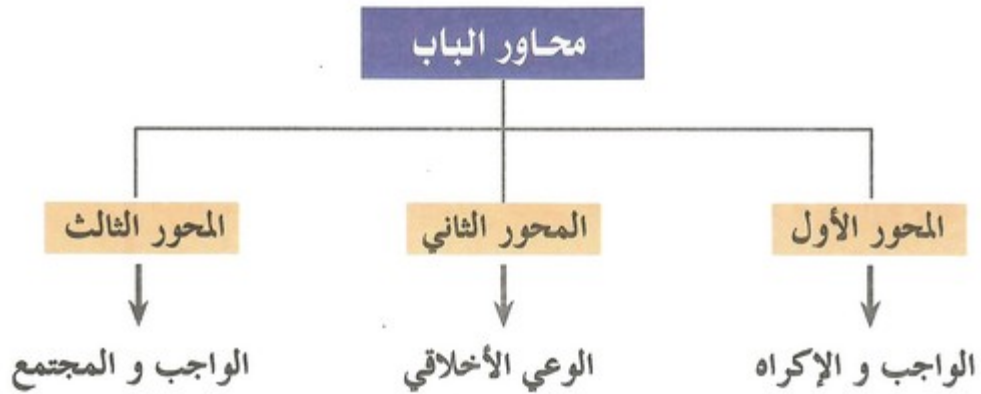 محاور الباب
المحور الأول
المحور الثاني
المحور الثالث
الواجب و الإكراه
الوعي الأخلاقي
الواجب و المجتمع